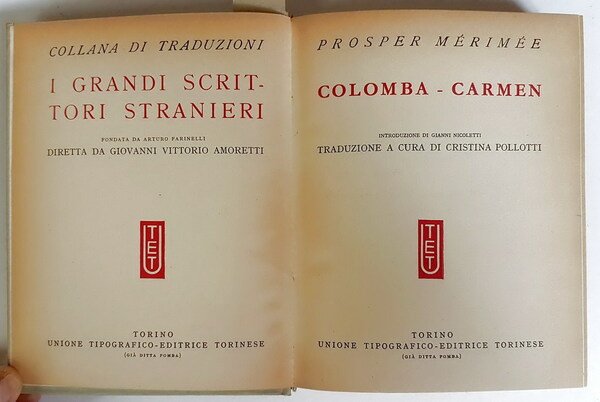 COLLANA DI TRADUZIONI
I GRANDI SCRIT-
TORI STRANIERI
FONDATA DA ARTURO FARINELLI
DIRETTA DA GIOVANNI VITTORIO AMORETTI
UTET
TORINO
UNIONE TIPOGRAFICO-EDITRICE TORINESE
(GIÀ DITTA POMBA)
PROSPER MÉRIMÉE
COLOMBA - CARMEN
INTRODUZIONE DI GIANNI NICOLETTI
TRADUZIONE A CURA DI CRISTINA POLLOTTI
UTET
TORINO
UNIONE TIPOGRAFICO-EDITRICE TORINESE
(GIÀ DITTA POMBA)